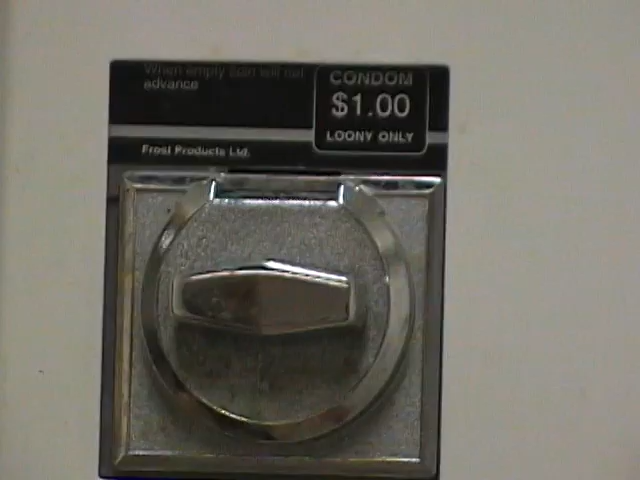 When empty coin will not
advance
CONDOM
$1.00
LOONY ONLY
Frost Products Ltd.